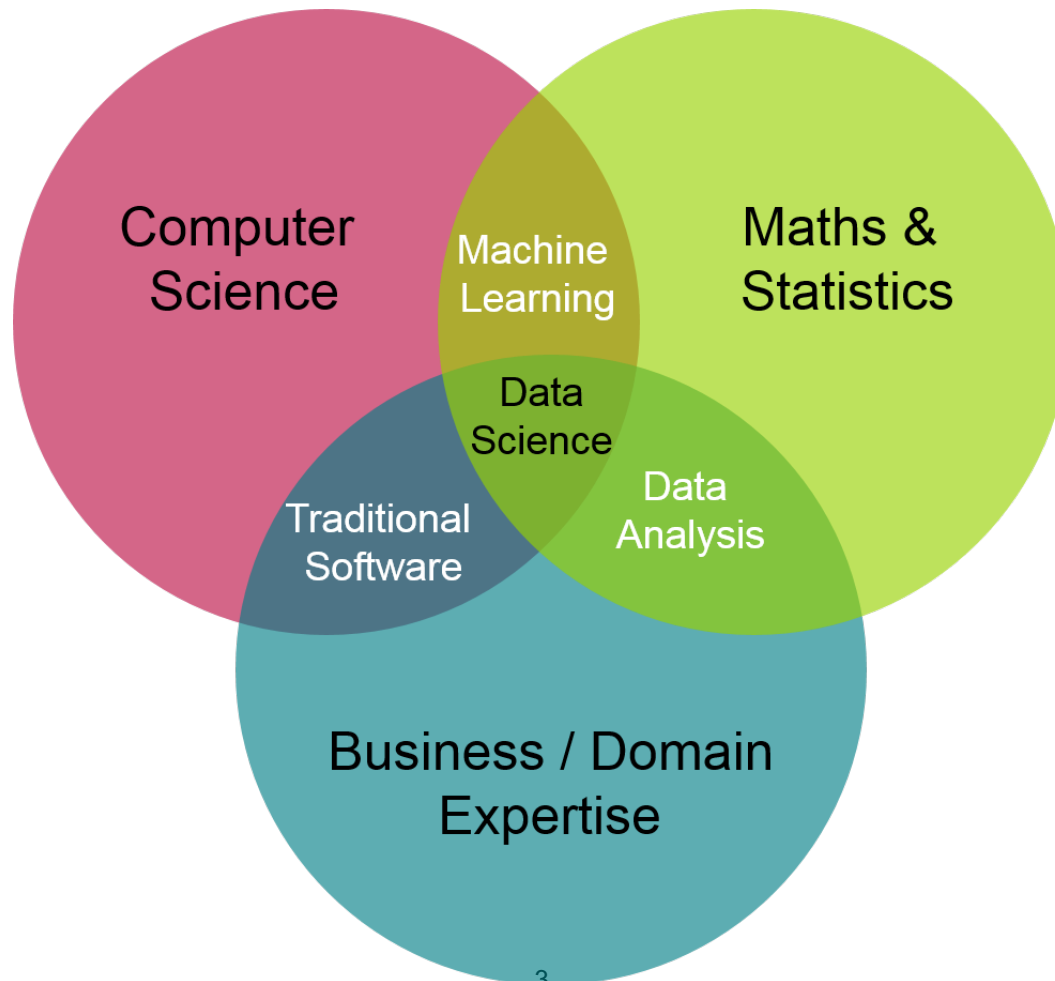 Computer
Science
Maths &
Statistics
Machine
Learning
Data
Science
Traditional
Software
Data
Analysis
Business / Domain
Expertise
3